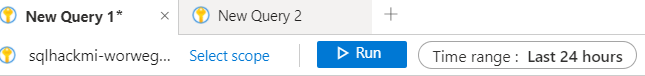 New Query 1*
New Query 2
sqlhackmi-worweg... Select scope Run Time range : Last 24 hours